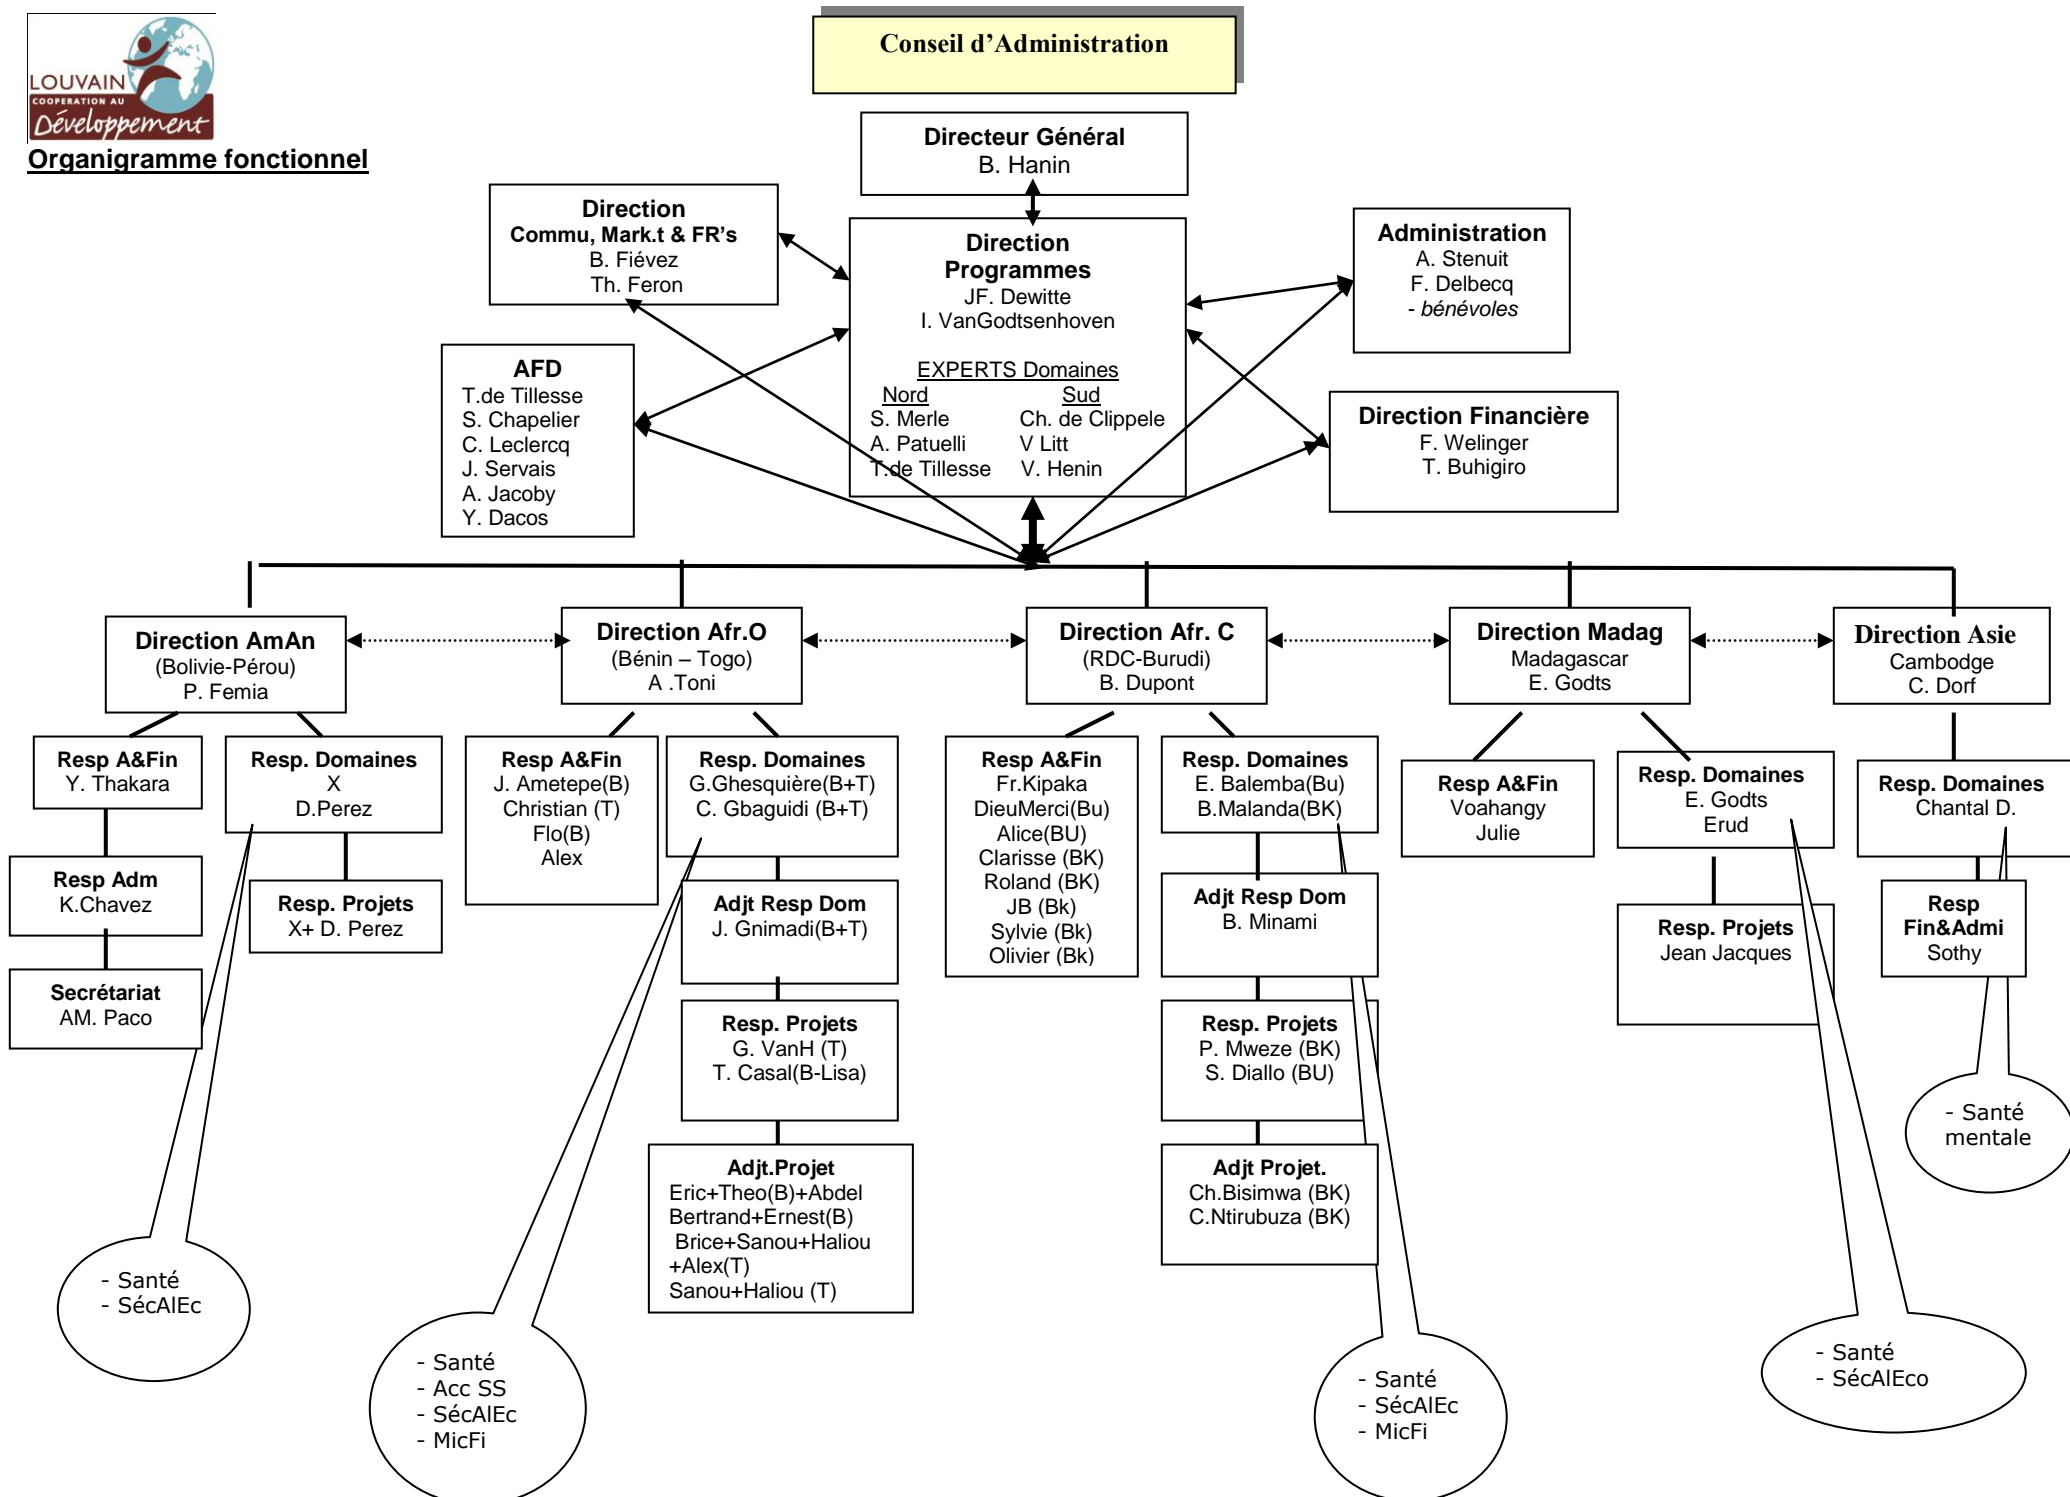 LOUVAIN
COOPERATION AU
Développement
Organigramme fonctionnel
Conseil d'Administration
Directeur Général
B. Hanin
Direction
Commu, Mark.t & FR's
B. Fiévez
Th. Feron
Direction
Programmes
JF. Dewitte
I. VanGodtsenhoven
EXPERTS Domaines
Nord Sud
S. Merle Ch. de Clippele
A. Patuelli V Litt
T.de Tillesse V. Henin
Administration
A. Stenuit
F. Delbecq
- bénévoles
AFD
T.de Tillesse
S. Chapelier
C. Leclercq
J. Servais
A. Jacoby
Y. Dacos
Direction Financière
F. Welinger
T. Buhigiro
Direction AmAn
(Bolivie-Pérou)
P. Femia
Direction Afr.O
(Bénin – Togo)
A .Toni
Direction Afr. C
(RDC-Burudi)
B. Dupont
Direction Madag
Madagascar
E. Godts
Direction Asie
Cambodge
C. Dorf
Resp A&Fin
Y. Thakara
Resp. Domaines
X
D.Perez
Resp A&Fin
J. Ametepe(B)
Christian (T)
Flo(B)
Alex
Resp. Domaines
G.Ghesquière(B+T)
C. Gbaguidi (B+T)
Resp A&Fin
Fr.Kipaka
DieuMerci(Bu)
Alice(BU)
Clarisse (BK)
Roland (BK)
JB (Bk)
Sylvie (Bk)
Olivier (Bk)
Resp. Domaines
E. Balemba(Bu)
B.Malanda(BK)
Resp A&Fin
Voahangy
Julie
Resp. Domaines
E. Godts
Erud
Resp. Domaines
Chantal D.
Resp Adm
K.Chavez
Resp. Projets
X+ D. Perez
Adjt Resp Dom
J. Gnimadi(B+T)
Adjt Resp Dom
B. Minami
Resp. Projets
Jean Jacques
Resp
Fin&Admi
Sothy
Secrétariat
AM. Paco
Resp. Projets
G. VanH (T)
T. Casal(B-Lisa)
Resp. Projets
P. Mweze (BK)
S. Diallo (BU)
Adjt.Projet
Eric+Theo(B)+Abdel
Bertrand+Ernest(B)
Brice+Sanou+Haliou
+Alex(T)
Sanou+Haliou (T)
Adjt Projet.
Ch.Bisimwa (BK)
C.Ntirubuza (BK)
- Santé
- SécAlEc
- Santé
- Acc SS
- SécAlEc
- MicFi
- Santé
- SécAlEc
- MicFi
- Santé
- SécAlEco
- Santé
mentale